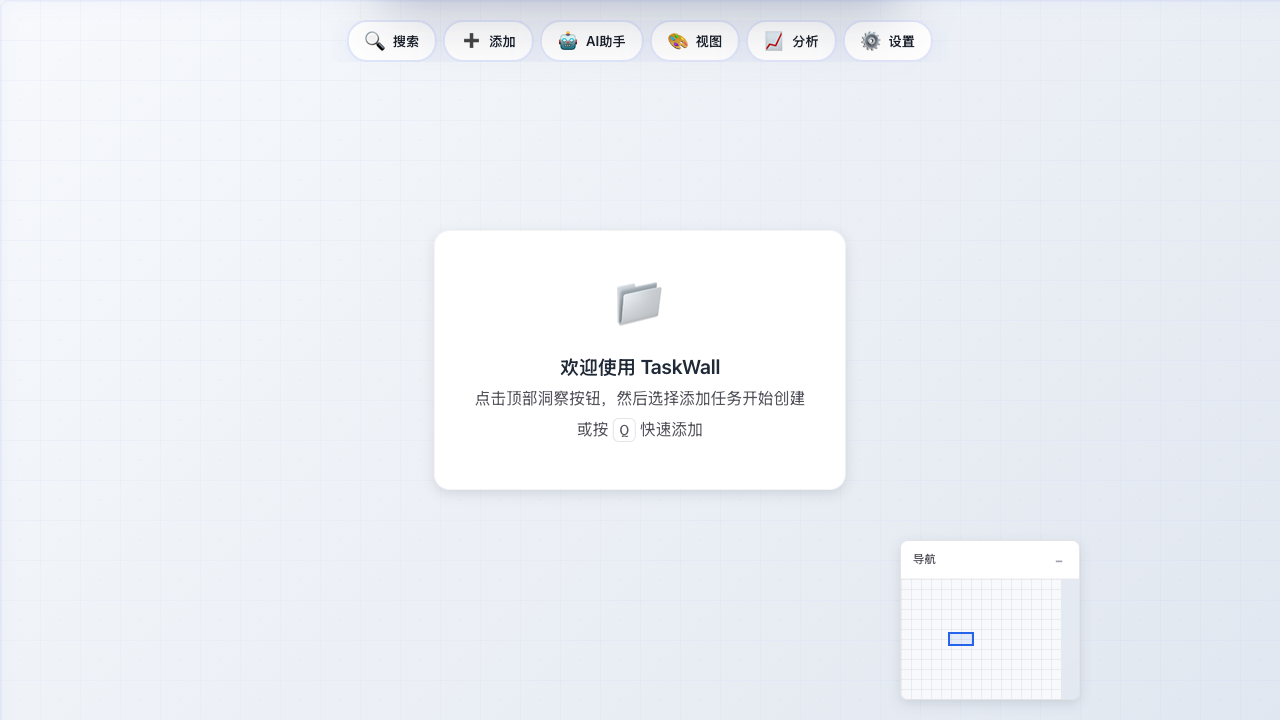 搜索
添加
AI助手
视图
分析
设置
欢迎使用 TaskWall
点击顶部洞察按钮，然后选择添加任务开始创建
或按 Q 快速添加
导航